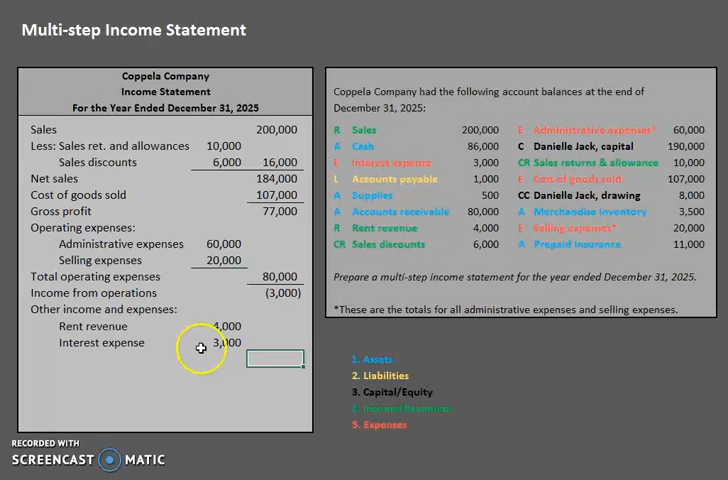 Multi-step Income Statement
Coppela Company
Income Statement
For the Year Ended December 31, 2025
Sales 200,000
Less: Sales ret. and allowances 10,000
Sales discounts 6,000 16,000
Net sales 184,000
Cost of goods sold 107,000
Gross profit 77,000
Operating expenses:
Administrative expenses 60,000
Selling expenses 20,000
Total operating expenses 80,000
Income from operations (3,000)
Other income and expenses:
Rent revenue 4,000
Interest expense 3,000
Coppela Company had the following account balances at the end of
December 31, 2025:
R Sales 200,000 E Administrative expenses* 60,000
A Cash 86,000 C Danielle Jack, capital 190,000
E Interest expense 3,000 CR Sales returns & allowance 10,000
L Accounts payable 1,000 E Cost of goods sold 107,000
A Supplies 500 CC Danielle Jack, drawing 8,000
A Accounts receivable 80,000 A Merchandise Inventory 3,500
R Rent revenue 4,000 E Selling expenses* 20,000
CR Sales discounts 6,000 A Prepaid Insurance 11,000
Prepare a multi-step income statement for the year ended December 31, 2025.
*These are the totals for all administrative expenses and selling expenses.
1. Assets
2. Liabilities
3. Capital/Equity
4. Income/Revenues
5. Expenses
RECORDED WITH
SCREENCAST MATIC